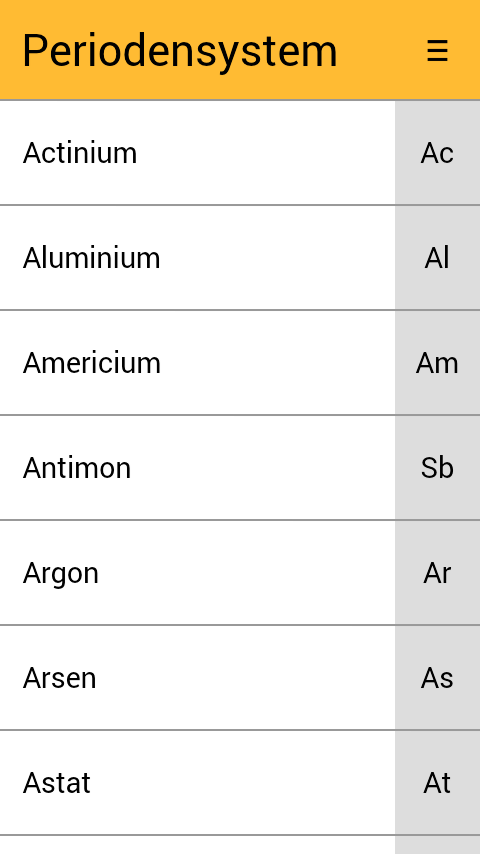 Periodensystem
Actinium Ac
Aluminium Al
Americium Am
Antimon Sb
Argon Ar
Arsen As
Astat At